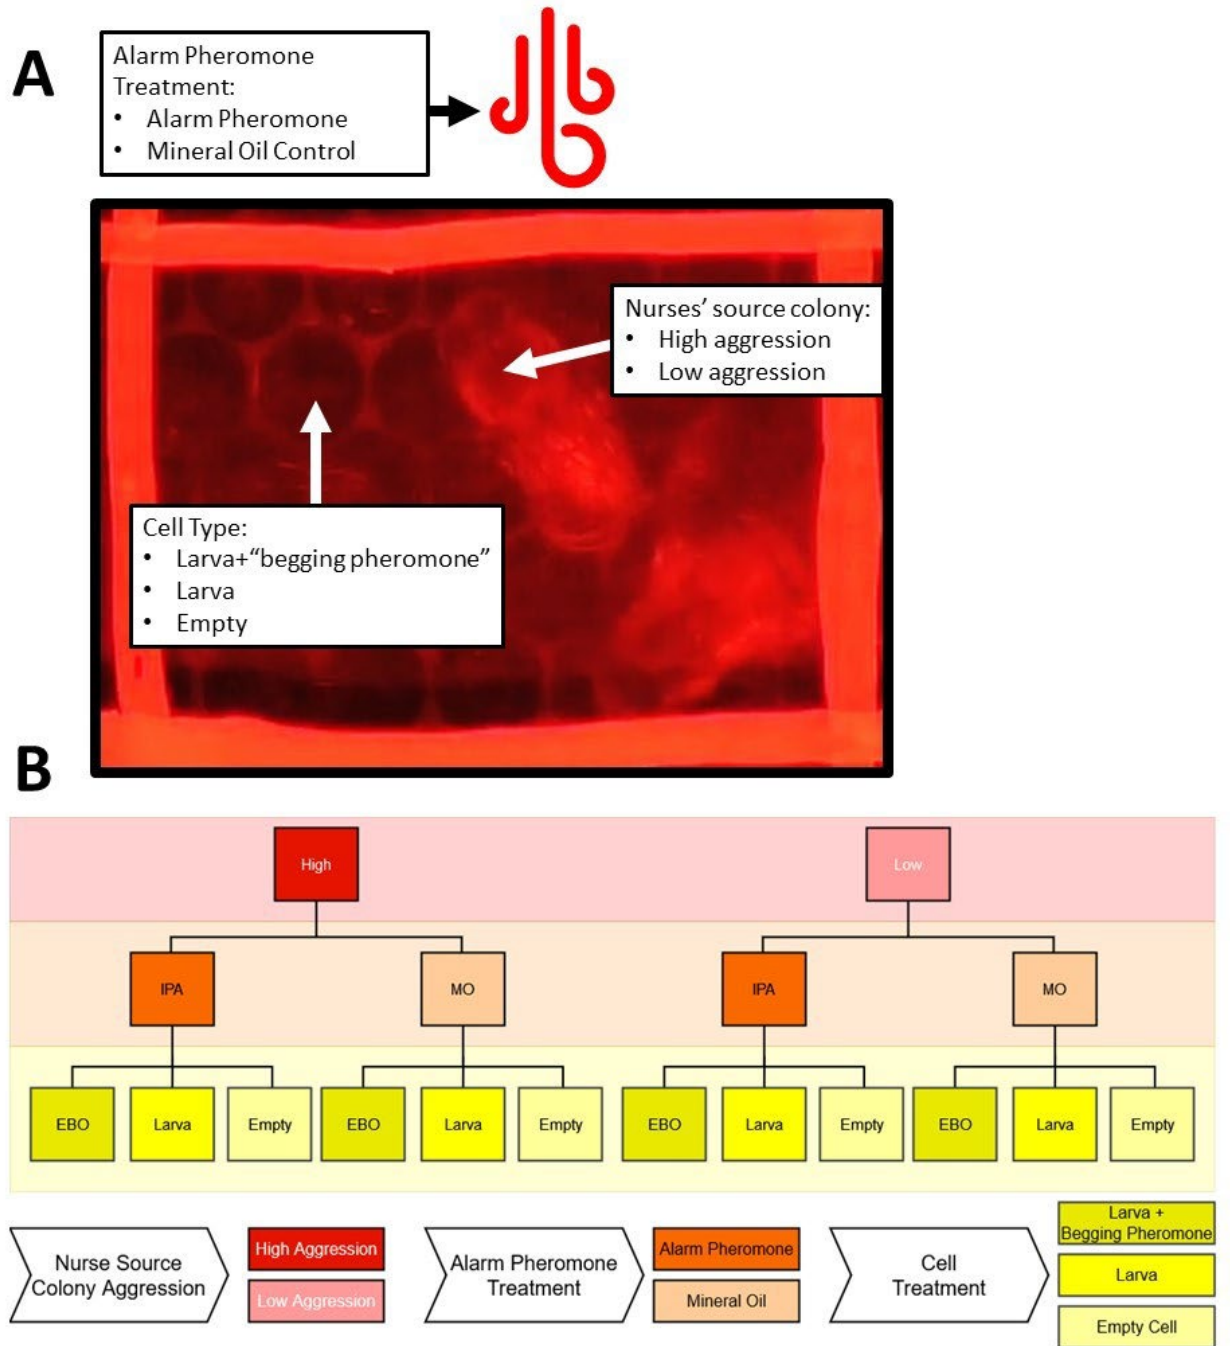 A
Alarm Pheromone
Treatment:
• Alarm Pheromone
• Mineral Oil Control
Nurses’ source colony:
• High aggression
• Low aggression
Cell Type:
• Larva+“begging pheromone”
• Larva
• Empty
B
High Low
IPA MO IPA MO
EBO Larva Empty EBO Larva Empty EBO Larva Empty EBO Larva Empty
Nurse Source
Colony Aggression
High Aggression
Low Aggression
Alarm Pheromone
Treatment
Alarm Pheromone
Mineral Oil
Cell
Treatment
Larva +
Begging Pheromone
Larva
Empty Cell